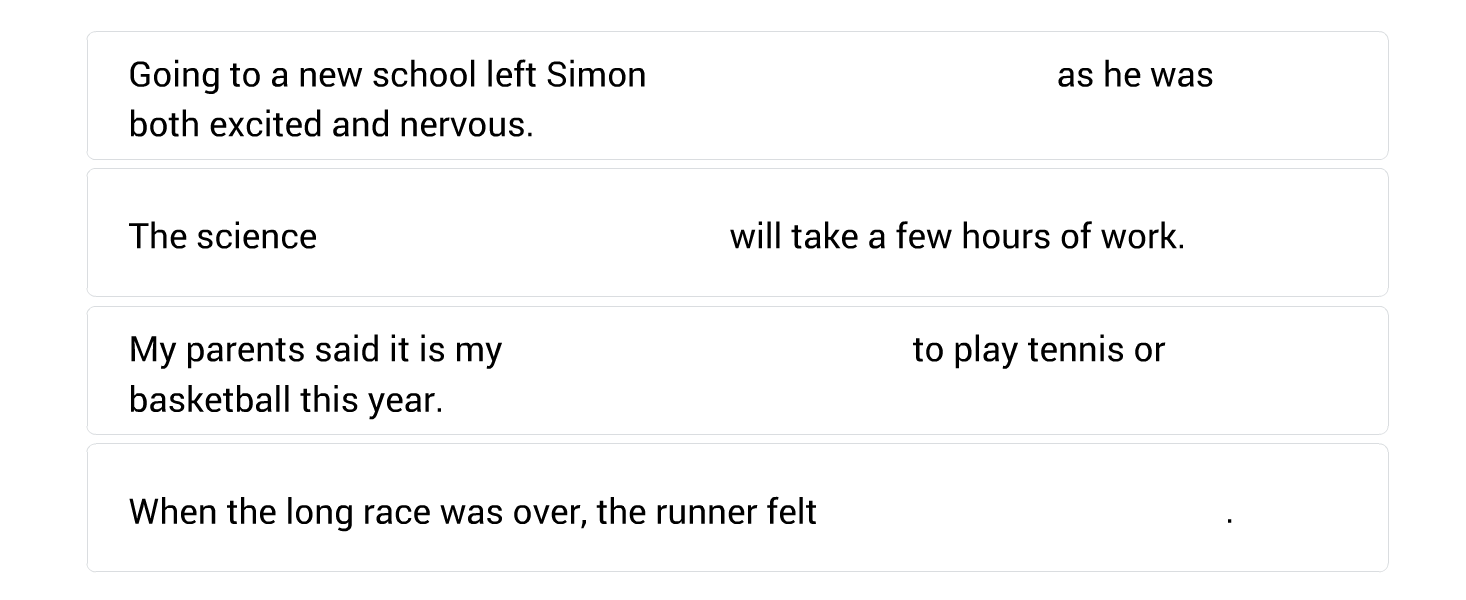 Going to a new school left Simon as he was
both excited and nervous.
The science will take a few hours of work.
My parents said it is my to play tennis or
basketball this year.
When the long race was over, the runner felt .